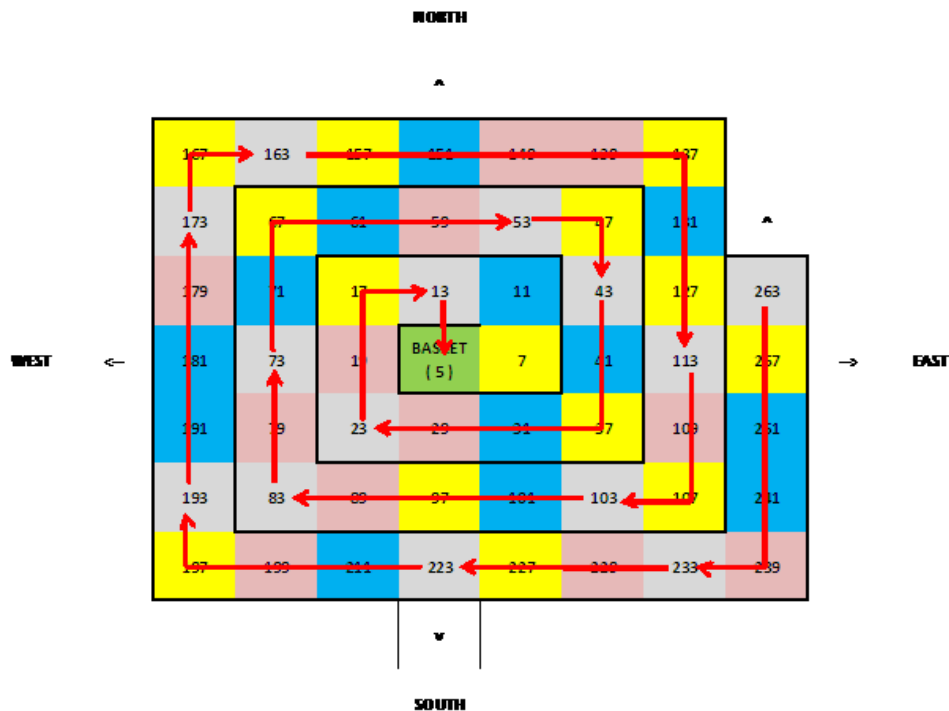 NORTH
^
167 163 157 151 149 139 137
173 67 61 59 53 47 131 ^
179 71 17 13 11 43 127 263
WEST <-- 181 73 19 BASKET 7 41 113 257 --> EAST
( 5 )
191 79 23 29 31 37 109 251
193 83 89 97 101 103 107 241
197 199 211 223 227 229 233 239
v
SOUTH